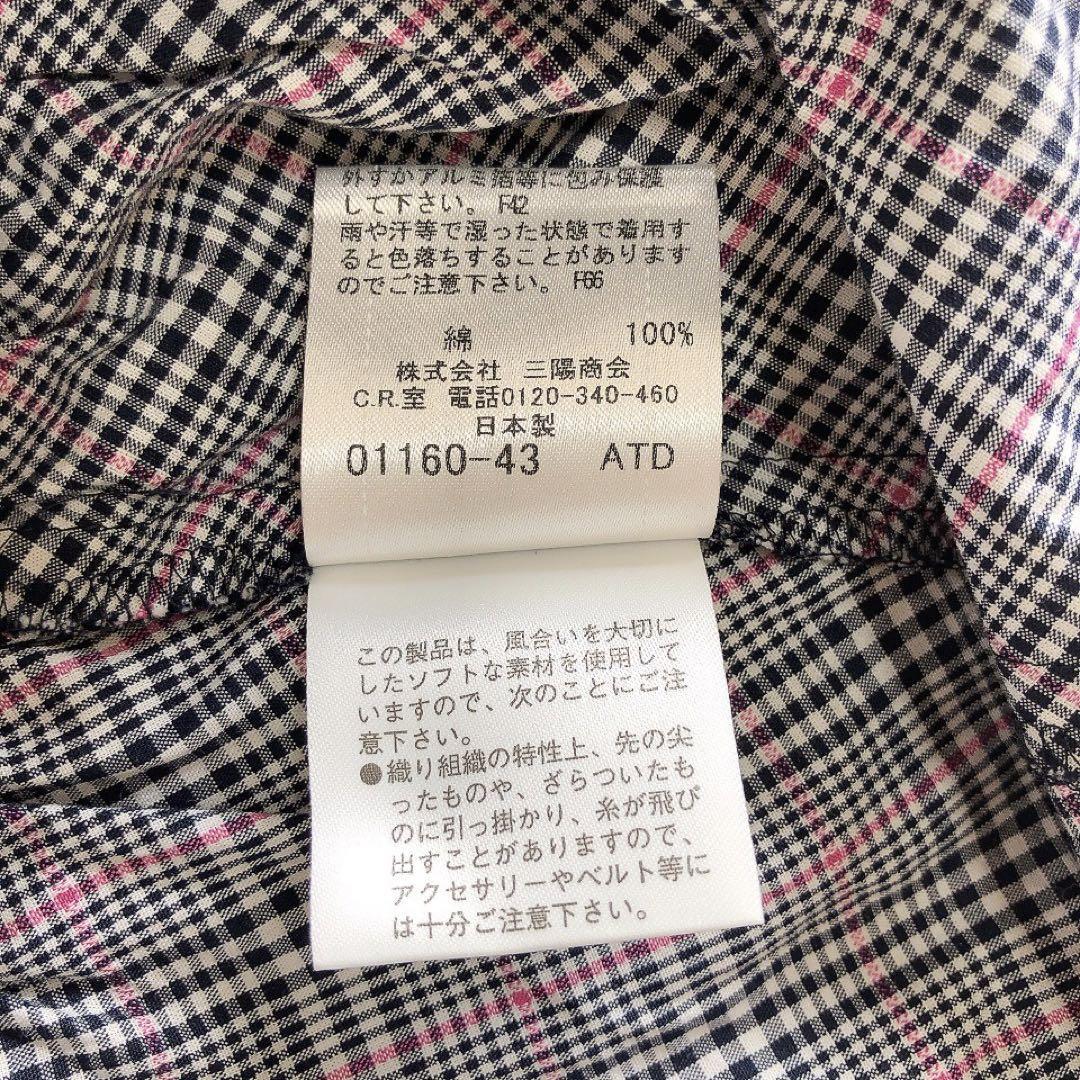 外すかアルミ箔等に包み保護
して下さい。 F42
雨や汗等で湿った状態で着用す
ると色落ちすることがあります
のでご注意下さい。 F66
綿 100%
株式会社 三陽商会
C.R.室 電話0120-340-460
日本製
01160-43 ATD
この製品は、風合いを大切に
したソフトな素材を使用して
いますので、次のことにご注
意下さい。
●織り組織の特性上、先の尖
ったものや、ざらついたも
のに引っ掛かり、糸が飛び
出すことがありますので、
アクセサリーやベルト等に
は十分ご注意下さい。